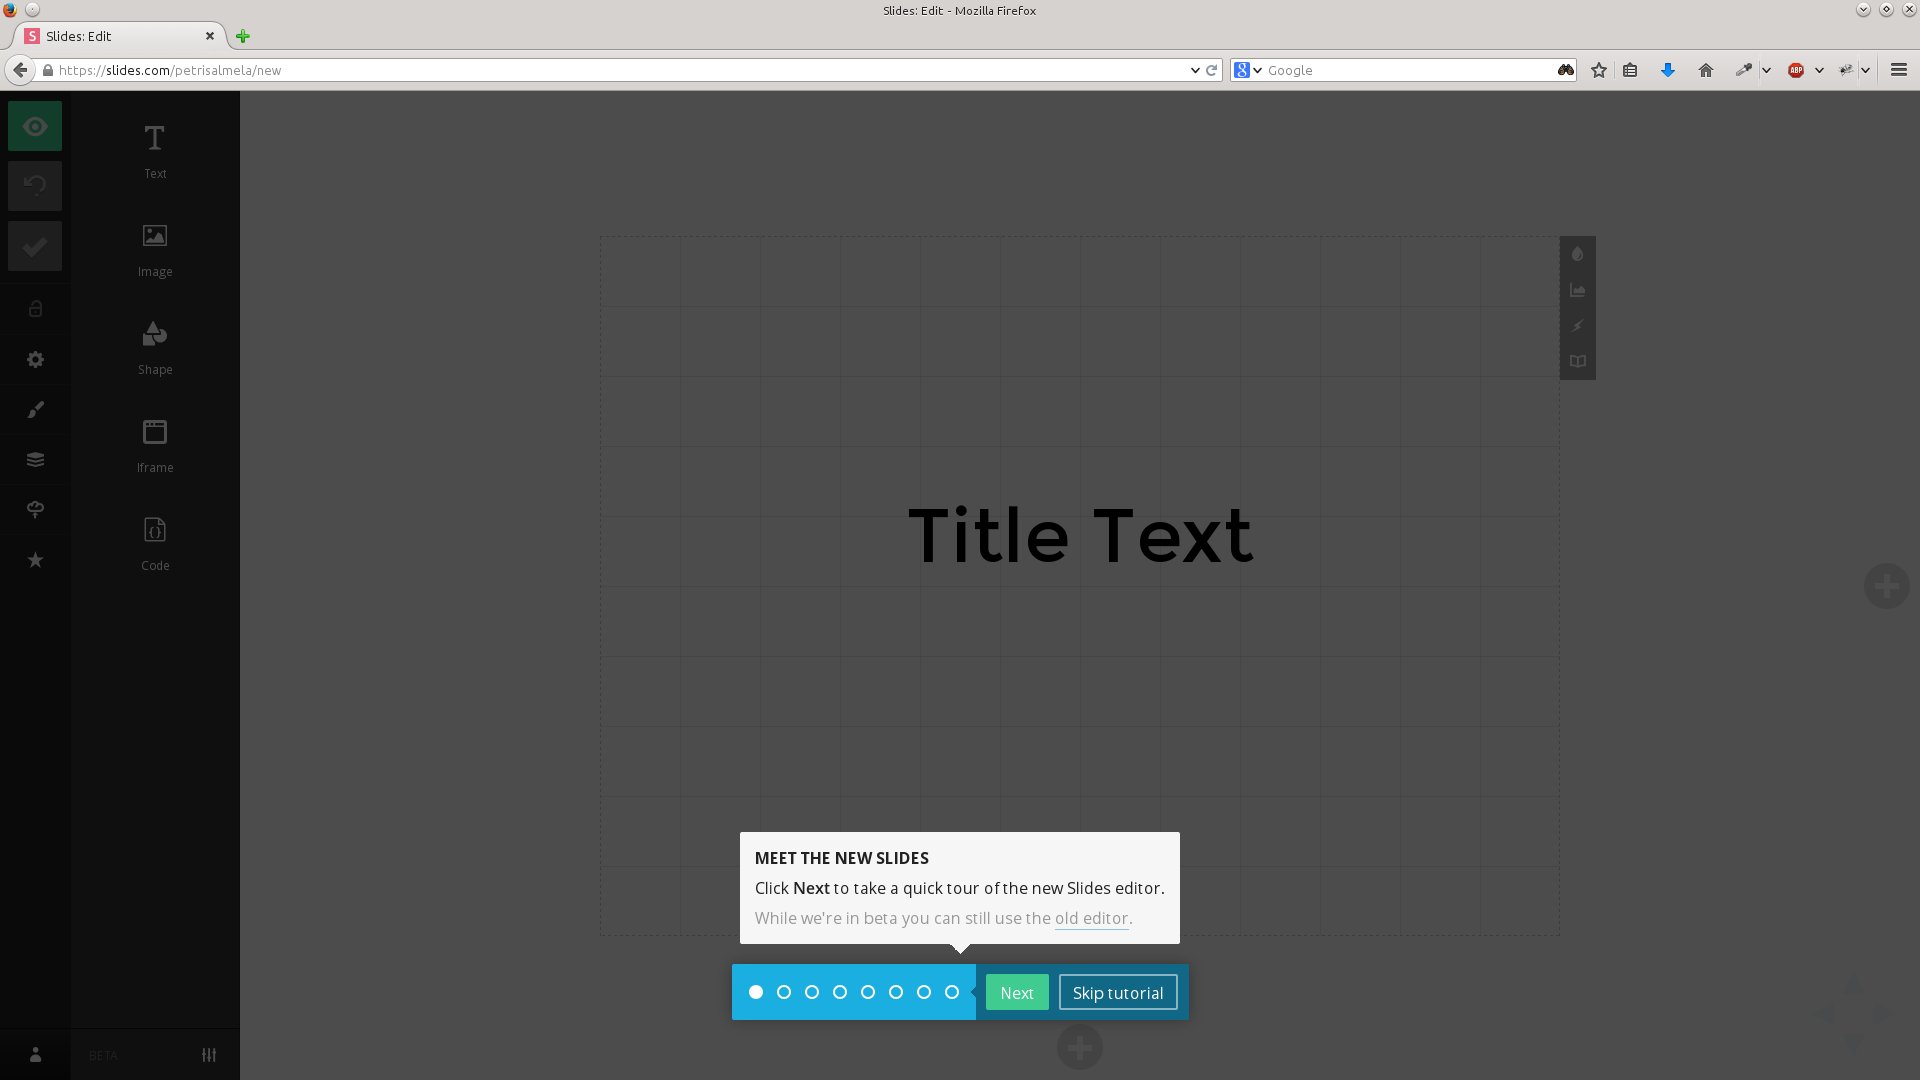 Slides: Edit - Mozilla Firefox
S Slides: Edit
https://slides.com/petrisalmela/new
8 Google
ABP
Text
Image
Shape
Iframe
Code
Title Text
MEET THE NEW SLIDES
Click Next to take a quick tour of the new Slides editor.
While we're in beta you can still use the old editor.
Next
Skip tutorial
BETA